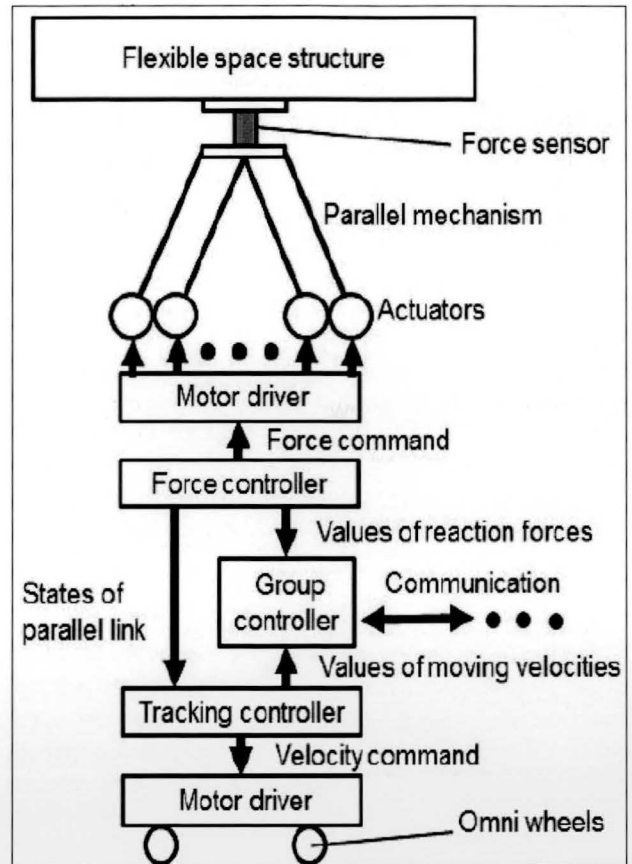 Flexible space structure
Force sensor
Parallel mechanism
Actuators
Motor driver
Force command
Force controller
Values of reaction forces
Group
controller
Communication
States of
parallel link
Values of moving velocities
Tracking controller
Velocity command
Motor driver
Omni wheels